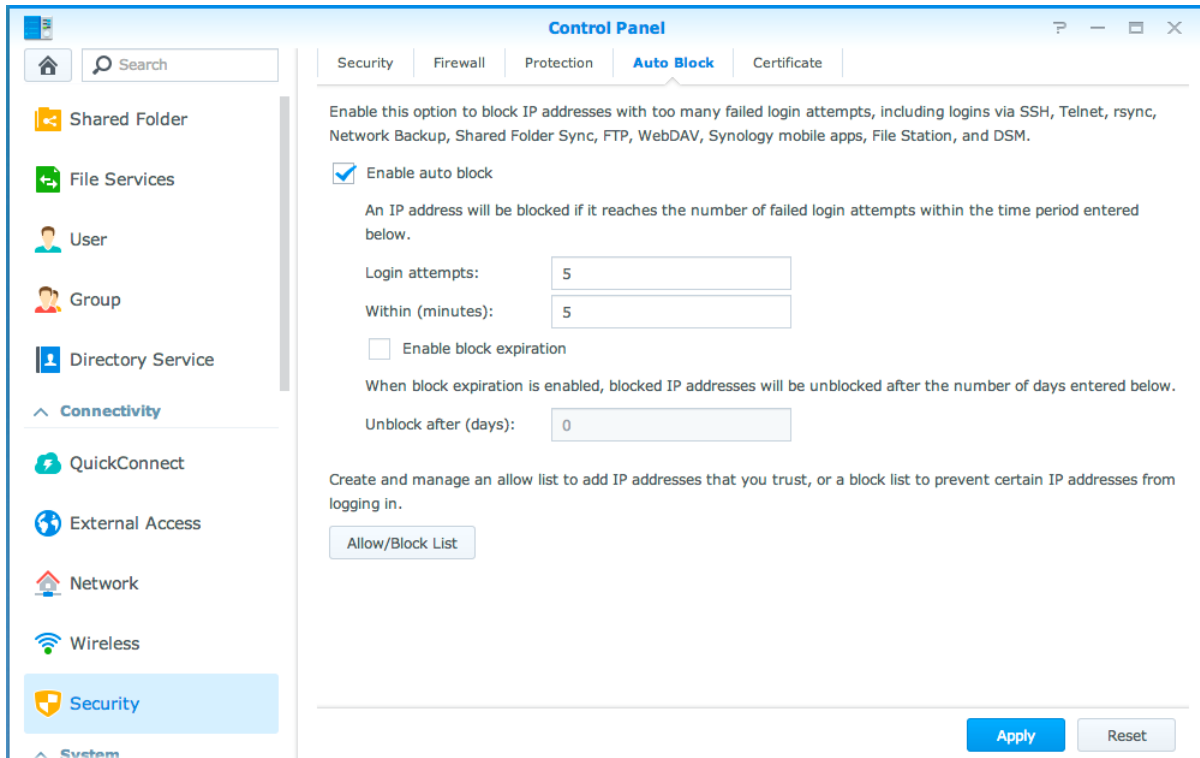 Control Panel
Search
Shared Folder
File Services
User
Group
Directory Service
Connectivity
QuickConnect
External Access
Network
Wireless
Security
System
Security Firewall Protection Auto Block Certificate
Enable this option to block IP addresses with too many failed login attempts, including logins via SSH, Telnet, rsync,
Network Backup, Shared Folder Sync, FTP, WebDAV, Synology mobile apps, File Station, and DSM.
Enable auto block
An IP address will be blocked if it reaches the number of failed login attempts within the time period entered
below.
Login attempts: 5
Within (minutes): 5
Enable block expiration
When block expiration is enabled, blocked IP addresses will be unblocked after the number of days entered below.
Unblock after (days): 0
Create and manage an allow list to add IP addresses that you trust, or a block list to prevent certain IP addresses from
logging in.
Allow/Block List
Apply Reset